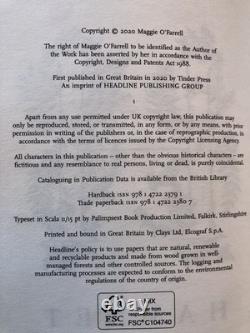 Copyright © 2020 Maggie O'Farrell
The right of Maggie O'Farrell to be identified as the Author of
the Work has been asserted by her in accordance with the
Copyright, Designs and Patents Act 1988.
First published in Great Britain in 2020 by Tinder Press
An imprint of HEADLINE PUBLISHING GROUP
1
Apart from any use permitted under UK copyright law, this publication may
only be reproduced, stored, or transmitted, in any form, or by any means, with prior
permission in writing of the publishers or, in the case of reprographic production, in
accordance with the terms of licences issued by the Copyright Licensing Agency.
All characters in this publication – other than the obvious historical characters – are
fictitious and any resemblance to real persons, living or dead, is purely coincidental.
Cataloguing in Publication Data is available from the British Library
Hardback ISBN 978 1 4722 2379 1
Trade paperback ISBN 978 1 4722 2380 7
Typeset in Scala 11/15 pt by Palimpsest Book Production Limited, Falkirk, Stirlingshire
Printed and bound in Great Britain by Clays Ltd, Elcograf S.p.A.
Headline's policy is to use papers that are natural, renewable
and recyclable products and made from wood grown in well-
managed forests and other controlled sources. The logging and
manufacturing processes are expected to conform to the environmental
regulations of the country of origin.
MIX
from
responsible sources
FSC
www.fsc.org
FSC® C104740